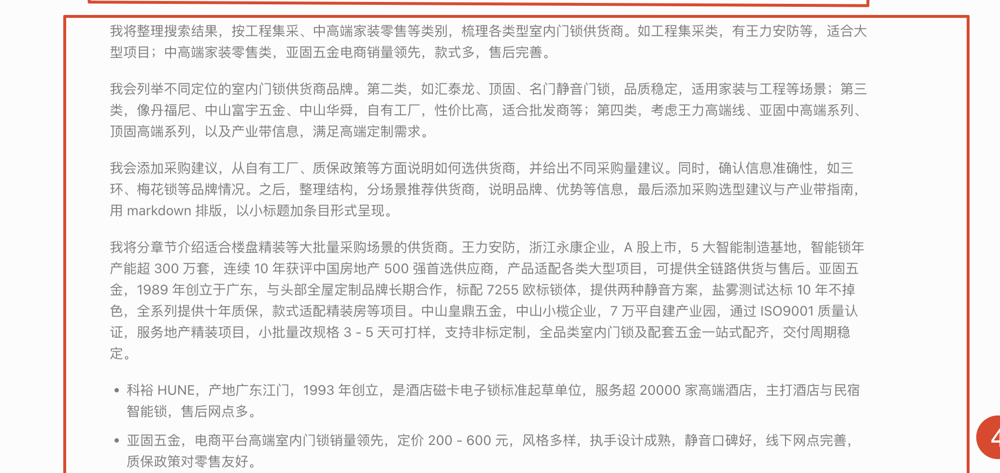 我将整理搜索结果，按工程集采、中高端家装零售等类别，梳理各类型室内门锁供货商。如工程集采类，有王力安防等，适合大
型项目；中高端家装零售类，亚固五金电商销量领先，款式多，售后完善。
我会列举不同定位的室内门锁供货商品牌。第二类，如汇泰龙、顶固、名门静音门锁，品质稳定，适用家装与工程等场景；第三
类，像丹福尼、中山富宇五金、中山华舜，自有工厂，性价比高，适合批发商等；第四类，考虑王力高端线、亚固中高端系列、
顶固高端系列，以及产业带信息，满足高端定制需求。
我会添加采购建议，从自有工厂、质保政策等方面说明如何选供货商，并给出不同采购量建议。同时，确认信息准确性，如三
环、梅花锁等品牌情况。之后，整理结构，分场景推荐供货商，说明品牌、优势等信息，最后添加采购选型建议与产业带指南，
用 markdown 排版，以小标题加条目形式呈现。
我将分章节介绍适合楼盘精装等大批量采购场景的供货商。王力安防，浙江永康企业，A 股上市，5 大智能制造基地，智能锁年
产能超 300 万套，连续 10 年获评中国房地产 500 强首选供应商，产品适配各类大型项目，可提供全链路供货与售后。亚固五
金，1989 年创立于广东，与头部全屋定制品牌长期合作，标配 7255 欧标锁体，提供两种静音方案，盐雾测试达标 10 年不掉
色，全系列提供十年质保，款式适配精装房等项目。中山皇鼎五金，中山小榄企业，7 万平自建产业园，通过 ISO9001 质量认
证，服务地产精装项目，小批量改规格 3 - 5 天可打样，支持非标定制，全品类室内门锁及配套五金一站式配齐，交付周期稳
定。
• 科裕 HUNE，产地广东江门，1993 年创立，是酒店磁卡电子锁标准起草单位，服务超 20000 家高端酒店，主打酒店与民宿
智能锁，售后网点多。
• 亚固五金，电商平台高端室内门锁销量领先，定价 200 - 600 元，风格多样，执手设计成熟，静音口碑好，线下网点完善，
质保政策对零售友好。
4